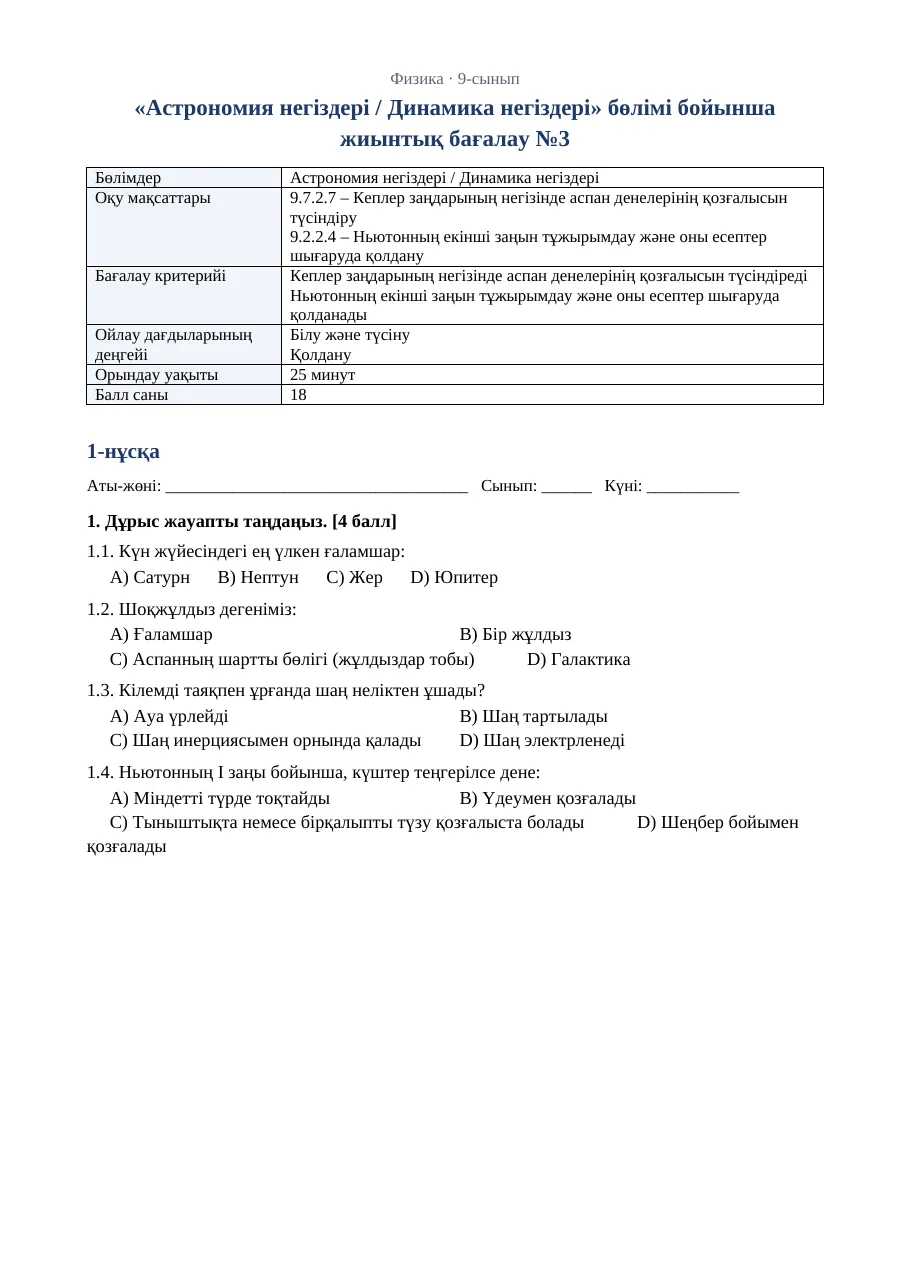 Физика · 9-сынып
«Астрономия негіздері / Динамика негіздері» бөлімі бойынша
жиынтық бағалау №3
Бөлімдер Астрономия негіздері / Динамика негіздері
Оқу мақсаттары 9.7.2.7 – Кеплер заңдарының негізінде аспан денелерінің қозғалысын
түсіндіру
9.2.2.4 – Ньютонның екінші заңын тұжырымдау және оны есептер
шығаруда қолдану
Бағалау критерийі Кеплер заңдарының негізінде аспан денелерінің қозғалысын түсіндіреді
Ньютонның екінші заңын тұжырымдау және оны есептер шығаруда
қолданады
Ойлау дағдыларының Білу және түсіну
деңгейі Қолдану
Орындау уақыты 25 минут
Балл саны 18
1-нұсқа
Аты-жөні: ____________________________________ Сынып: ______ Күні: ___________
1. Дұрыс жауапты таңдаңыз. [4 балл]
1.1. Күн жүйесіндегі ең үлкен ғаламшар:
A) Сатурн B) Нептун C) Жер D) Юпитер
1.2. Шоқжұлдыз дегеніміз:
A) Ғаламшар B) Бір жұлдыз
C) Аспанның шартты бөлігі (жұлдыздар тобы) D) Галактика
1.3. Кілемді таяқпен ұрғанда шаң неліктен ұшады?
A) Ауа үрлейді B) Шаң тартылады
C) Шаң инерциясымен орнында қалады D) Шаң электрленеді
1.4. Ньютонның I заңы бойынша, күштер теңгерілсе дене:
A) Міндетті түрде тоқтайды B) Үдеумен қозғалады
C) Тыныштықта немесе бірқалыпты түзу қозғалыста болады D) Шеңбер бойымен
қозғалады